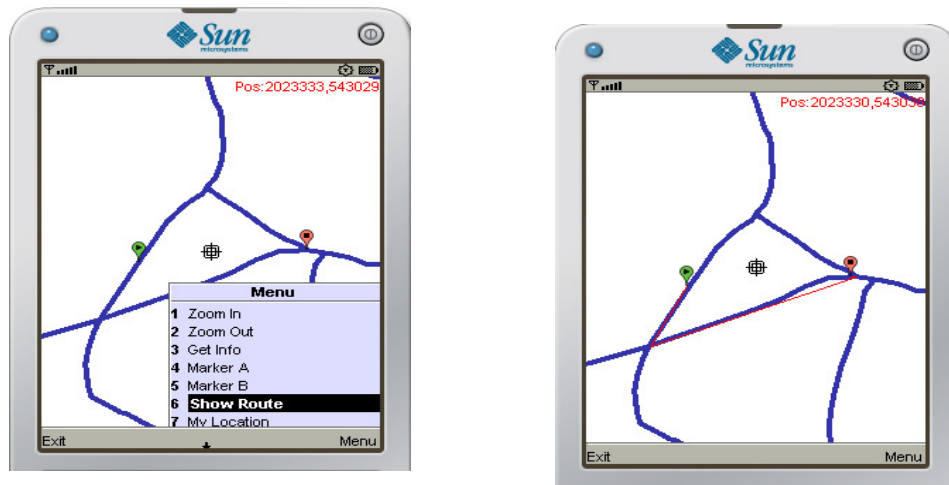 Sun
microsystems
Pos:2023333,543029
Menu
1 Zoom In
2 Zoom Out
3 Get Info
4 Marker A
5 Marker B
6 Show Route
7 My Location
Exit Menu
Sun
microsystems
Pos:2023330,543038
Exit Menu